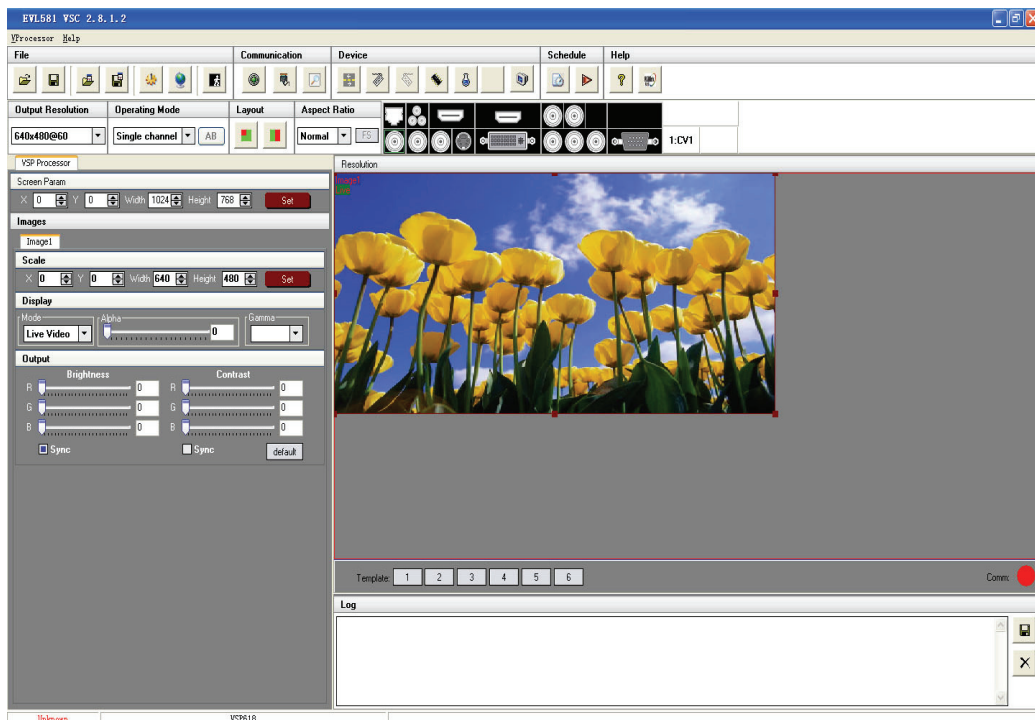 EVL581 VSC 2.8.1.2
VProcessor Help
File Communication Device Schedule Help
Output Resolution Operating Mode Layout Aspect Ratio
640x480@60 Single channel AB Normal FS 1:CV1
VSP Processor
Resolution
Screen Param
X 0 Y 0 Width 1024 Height 768 Set
Images
Image1
Scale
X 0 Y 0 Width 640 Height 480 Set
Display
Mode Alpha Gamma
Live Video 0
Output
Brightness Contrast
R 0 R 0
G 0 G 0
B 0 B 0
Sync Sync default
Image1
Live
Template: 1 2 3 4 5 6 Comm:
Log
Unknown VSP618